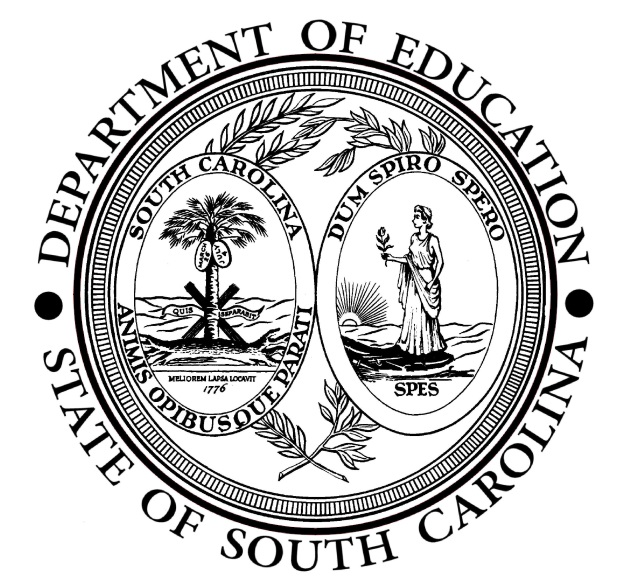 DEPARTMENT OF EDUCATION
STATE OF SOUTH CAROLINA
SOUTH CAROLINA
ANIMIS OPIBUSQUE PARATI
QUIS SEPARABIT
MELIOREM LAPSA LOCAVIT
1776
DUM SPIRO SPERO
SPES